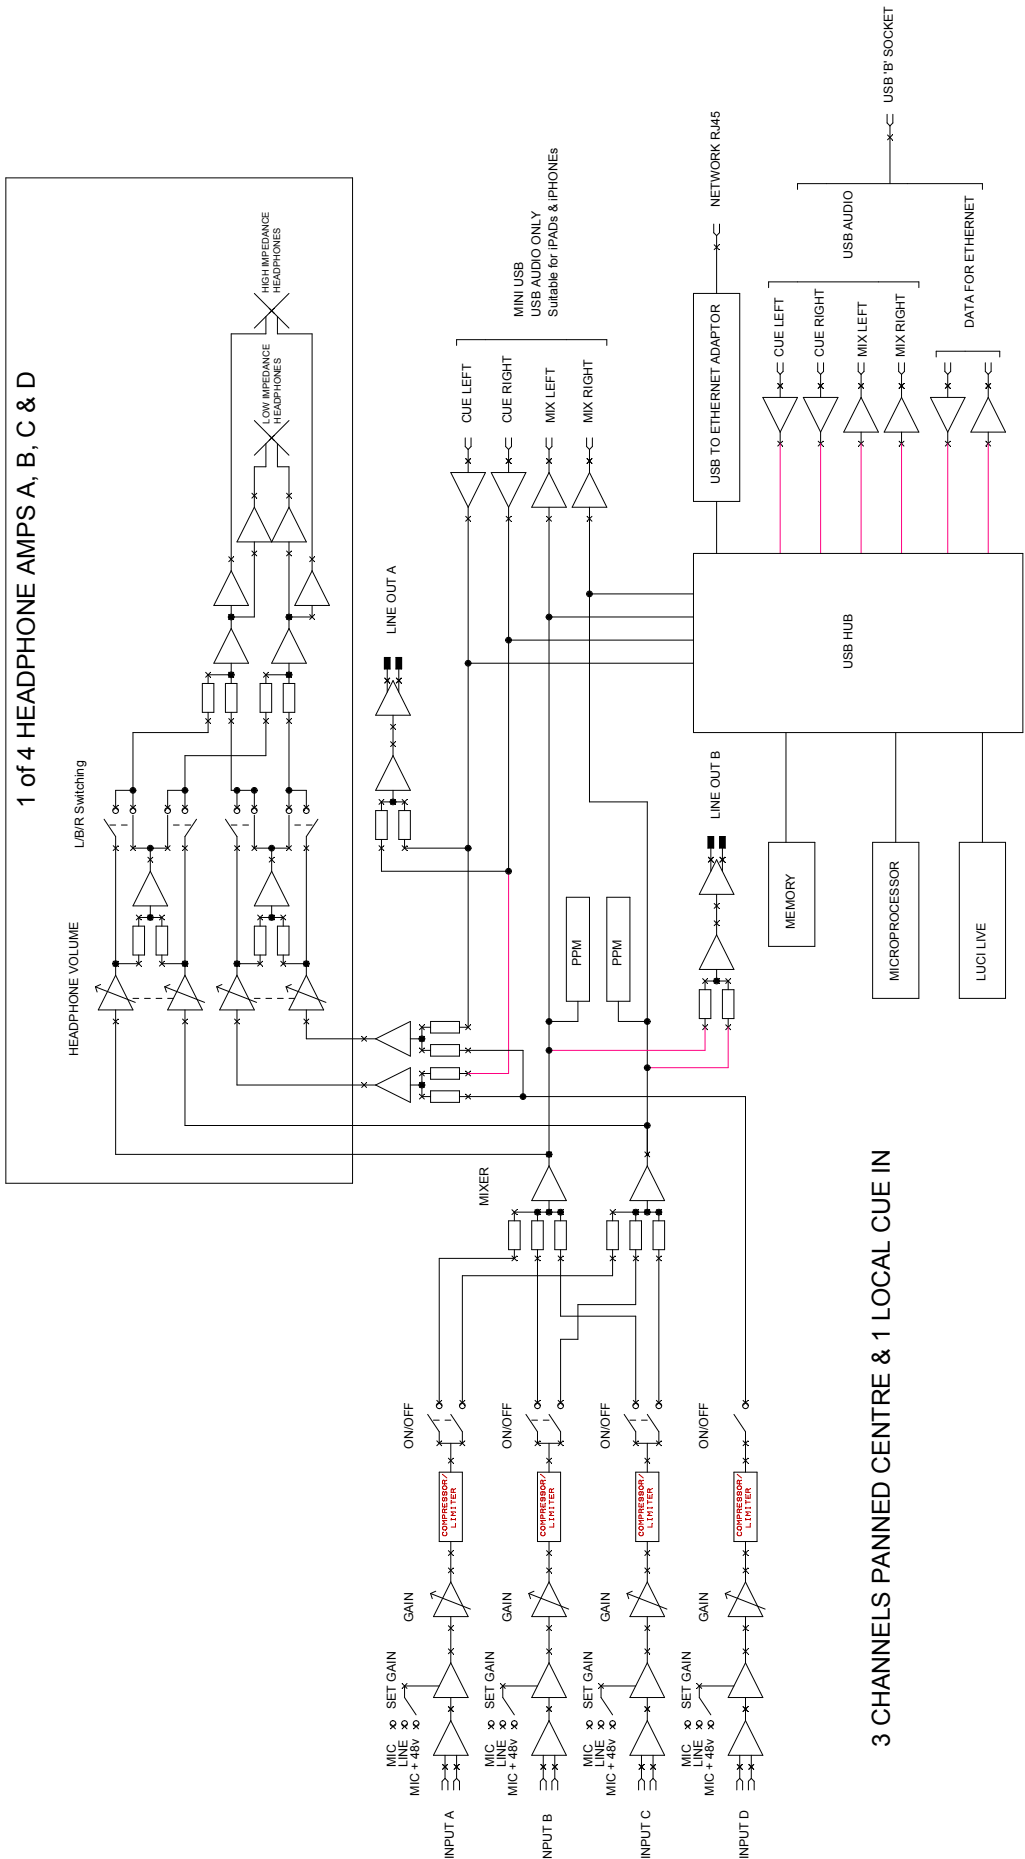 1 of 4 HEADPHONE AMPS A, B, C & D
HIGH IMPEDANCE
HEADPHONES
LOW IMPEDANCE
HEADPHONES
L/B/R Switching
HEADPHONE VOLUME
LINE OUT A
MINI USB
USB AUDIO ONLY
Suitable for iPADs & iPHONEs
CUE LEFT
CUE RIGHT
MIX LEFT
MIX RIGHT
NETWORK RJ45
USB TO ETHERNET ADAPTOR
USB 'B' SOCKET
USB AUDIO
DATA FOR ETHERNET
CUE LEFT
CUE RIGHT
MIX LEFT
MIX RIGHT
USB HUB
LINE OUT B
MEMORY
MICROPROCESSOR
LUCI LIVE
PPM
PPM
MIXER
ON/OFF
ON/OFF
ON/OFF
ON/OFF
COMPRESSOR/
LIMITER
COMPRESSOR/
LIMITER
COMPRESSOR/
LIMITER
COMPRESSOR/
LIMITER
GAIN
GAIN
GAIN
GAIN
SET GAIN
MIC
LINE
MIC + 48v
SET GAIN
MIC
LINE
MIC + 48v
SET GAIN
MIC
LINE
MIC + 48v
SET GAIN
MIC
LINE
MIC + 48v
INPUT A
NPUT B
INPUT C
INPUT D
3 CHANNELS PANNED CENTRE & 1 LOCAL CUE IN